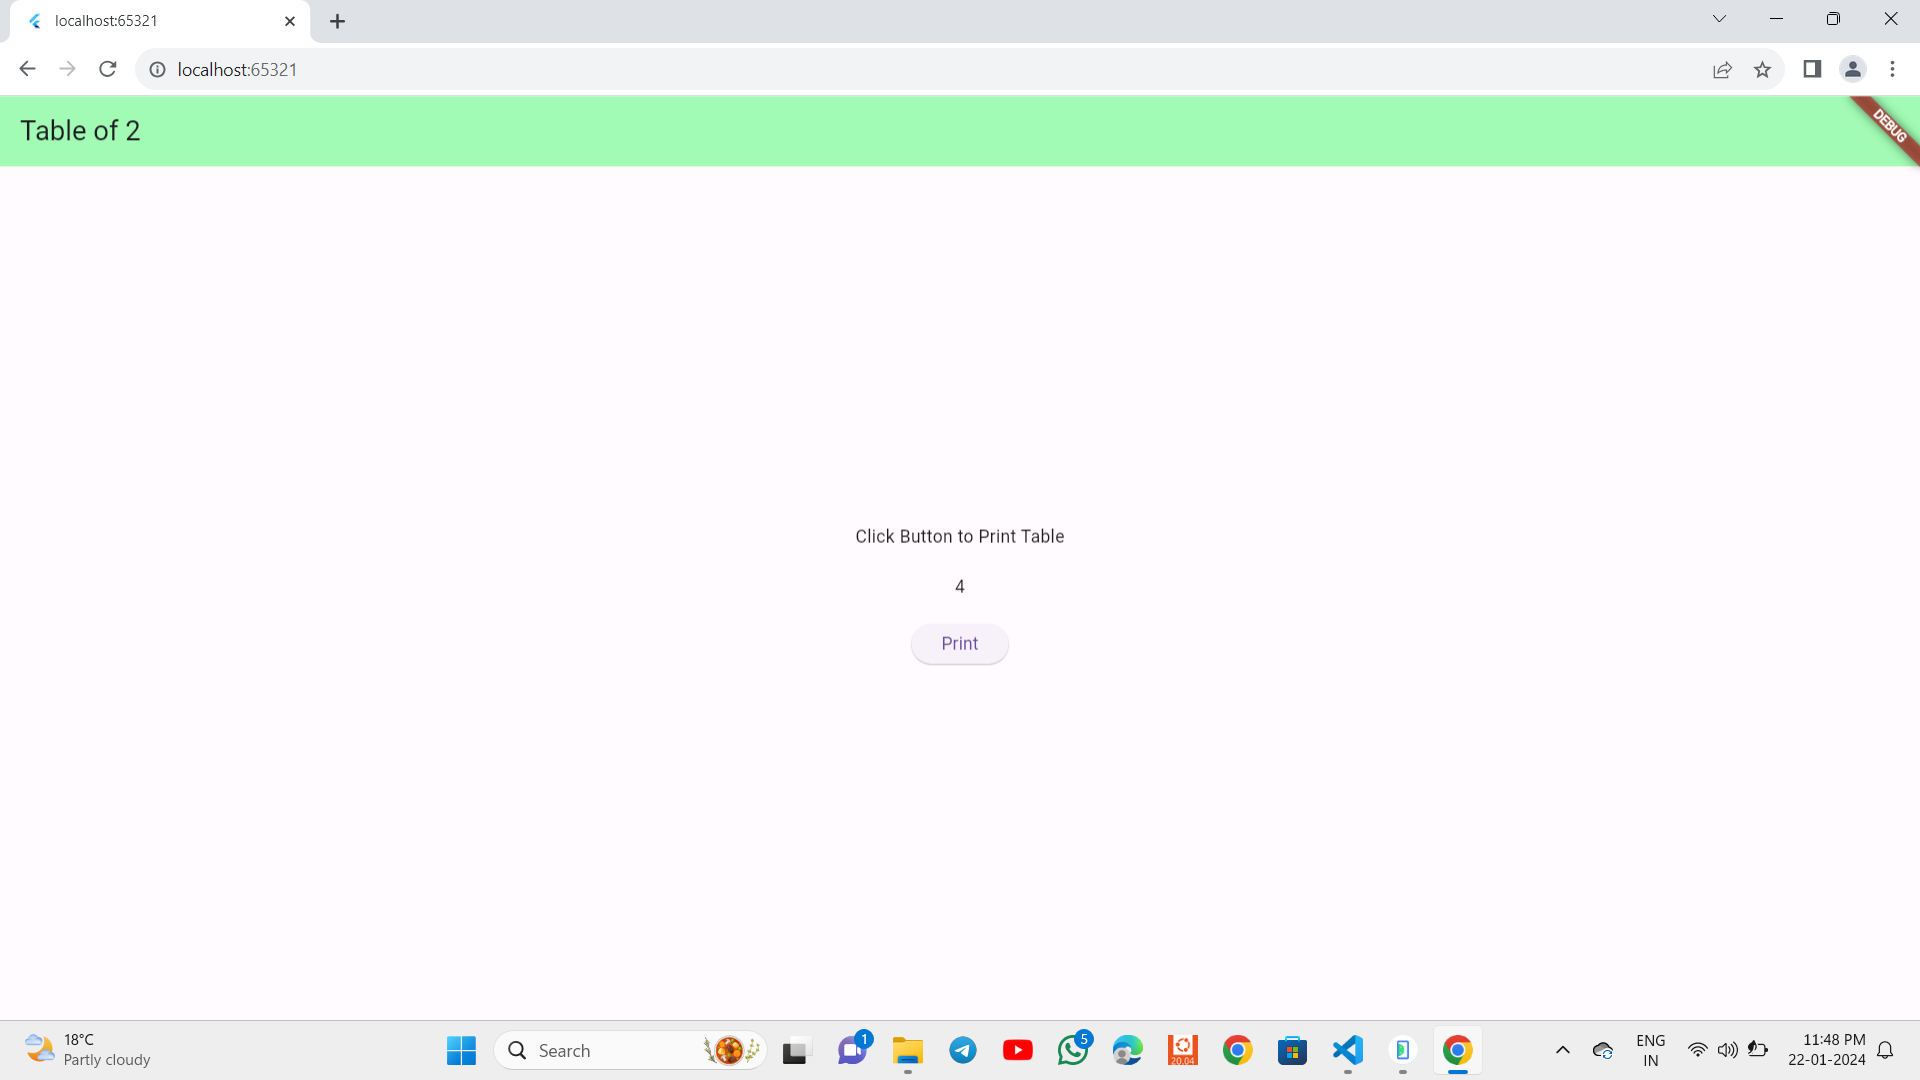 localhost:65321
localhost:65321
Table of 2
DEBUG
Click Button to Print Table
4
Print
18°C
Partly cloudy
Search
1
5
20.04
ENG
IN
11:48 PM
22-01-2024